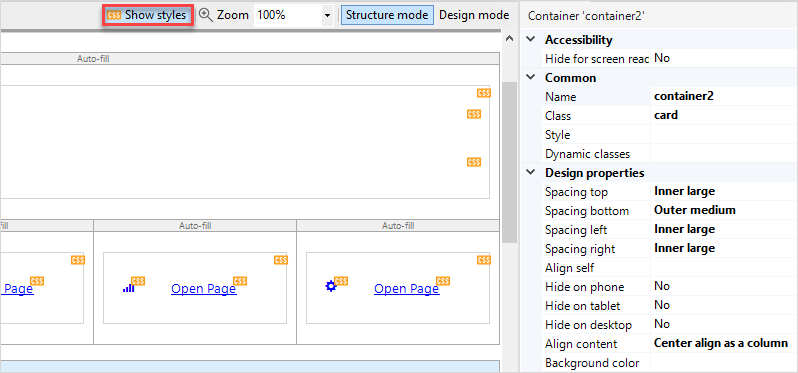 CSS Show styles Zoom 100% Structure mode Design mode
Auto-fill
CSS
CSS
CSS
fill Auto-fill Auto-fill
CSS CSS CSS
CSS CSS CSS CSS CSS
Page Open Page Open Page
Container 'container2'
Accessibility
Hide for screen reac No
Common
Name container2
Class card
Style
Dynamic classes
Design properties
Spacing top Inner large
Spacing bottom Outer medium
Spacing left Inner large
Spacing right Inner large
Align self
Hide on phone No
Hide on tablet No
Hide on desktop No
Align content Center align as a column
Background color